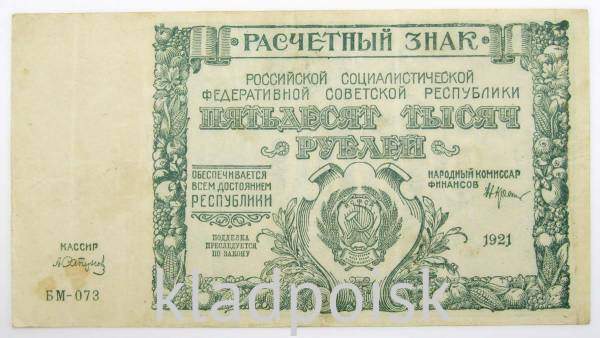 РАСЧЕТНЫЙ ЗНАК
РОССИЙСКОЙ СОЦИАЛИСТИЧЕСКОЙ
ФЕДЕРАТИВНОЙ СОВЕТСКОЙ РЕСПУБЛИКИ
ПЯТЬДЕСЯТ ТЫСЯЧ
РУБЛЕЙ
ОБЕСПЕЧИВАЕТСЯ
ВСЕМ ДОСТОЯНИЕМ
РЕСПУБЛИКИ
НАРОДНЫЙ КОМИССАР
ФИНАНСОВ
ПОДДЕЛКА
ПРЕСЛЕДУЕТСЯ
ПО ЗАКОНУ
1921
КАССИР
БМ-073
kladpoisk